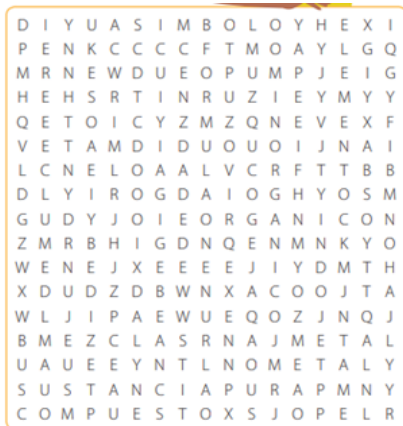 D I Y U A S I M B O L O Y H E X I
P E N K C C C C F T M O A Y L G Q
M R N E W D U E O P U M P J E I G
H E H S R T I N R U Z I E Y M Y Y
Q E T O I C Y Z M Z Q N E V E X F
V E T A M D I D U O U O I J N A I
L C N E L O A A L V C R F T T B B
D L Y I R O G D A I O G H Y O S M
G U D Y J O I E O R G A N I C O N
Z M R B H I G D N Q E N M N K Y O
W E N E J X E E E E J I Y D M T H
X D U D Z D B W N X A C O O J T A
W L J I P A E W U E Q O Z J N Q J
B M E Z C L A S R N A J M E T A L
U A U E E Y N T L N O M E T A L Y
S U S T A N C I A P U R A P M N Y
C O M P U E S T O X S J O P E L R